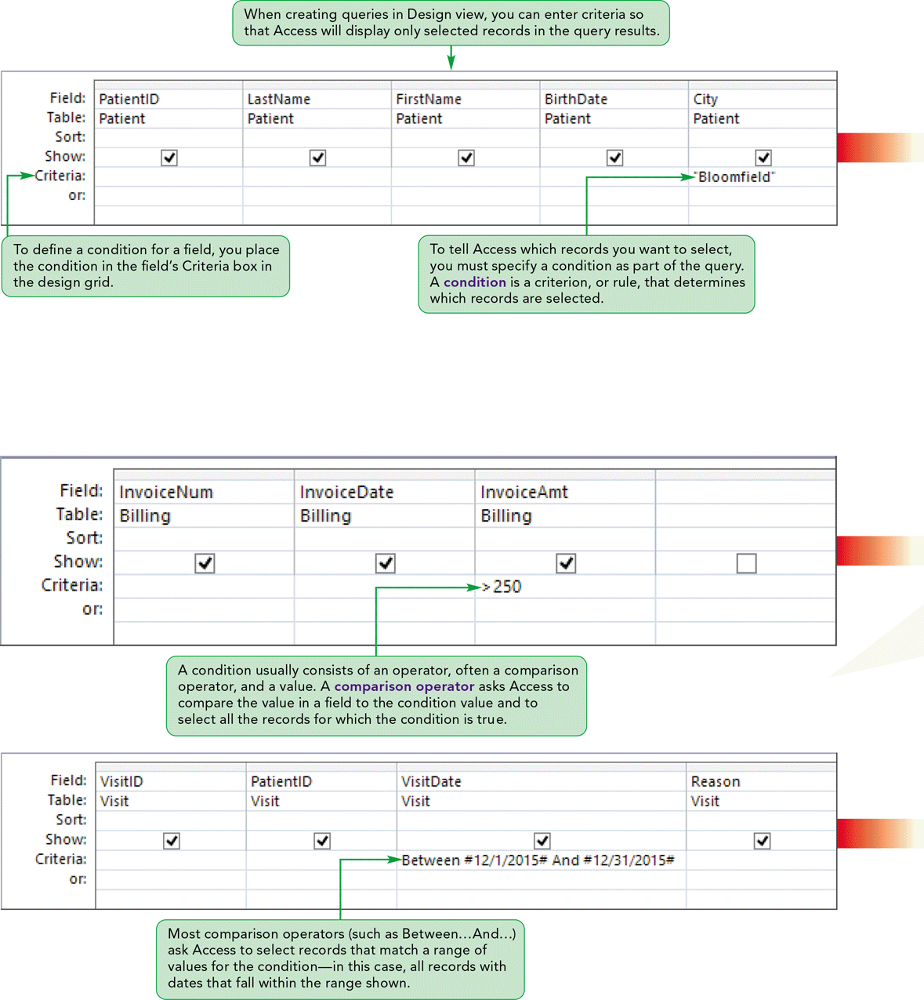 When creating queries in Design view, you can enter criteria so
that Access will display only selected records in the query results.
Field: PatientID LastName FirstName BirthDate City
Table: Patient Patient Patient Patient Patient
Sort:
Show:
Criteria: "Bloomfield"
or:
To define a condition for a field, you place
the condition in the field's Criteria box in
the design grid.
To tell Access which records you want to select,
you must specify a condition as part of the query.
A condition is a criterion, or rule, that determines
which records are selected.
Field: InvoiceNum InvoiceDate InvoiceAmt
Table: Billing Billing Billing
Sort:
Show:
Criteria: >250
or:
A condition usually consists of an operator, often a comparison
operator, and a value. A comparison operator asks Access to
compare the value in a field to the condition value and to
select all the records for which the condition is true.
Field: VisitID PatientID VisitDate Reason
Table: Visit Visit Visit Visit
Sort:
Show:
Criteria: Between #12/1/2015# And #12/31/2015#
or:
Most comparison operators (such as Between…And…)
ask Access to select records that match a range of
values for the condition—in this case, all records with
dates that fall within the range shown.